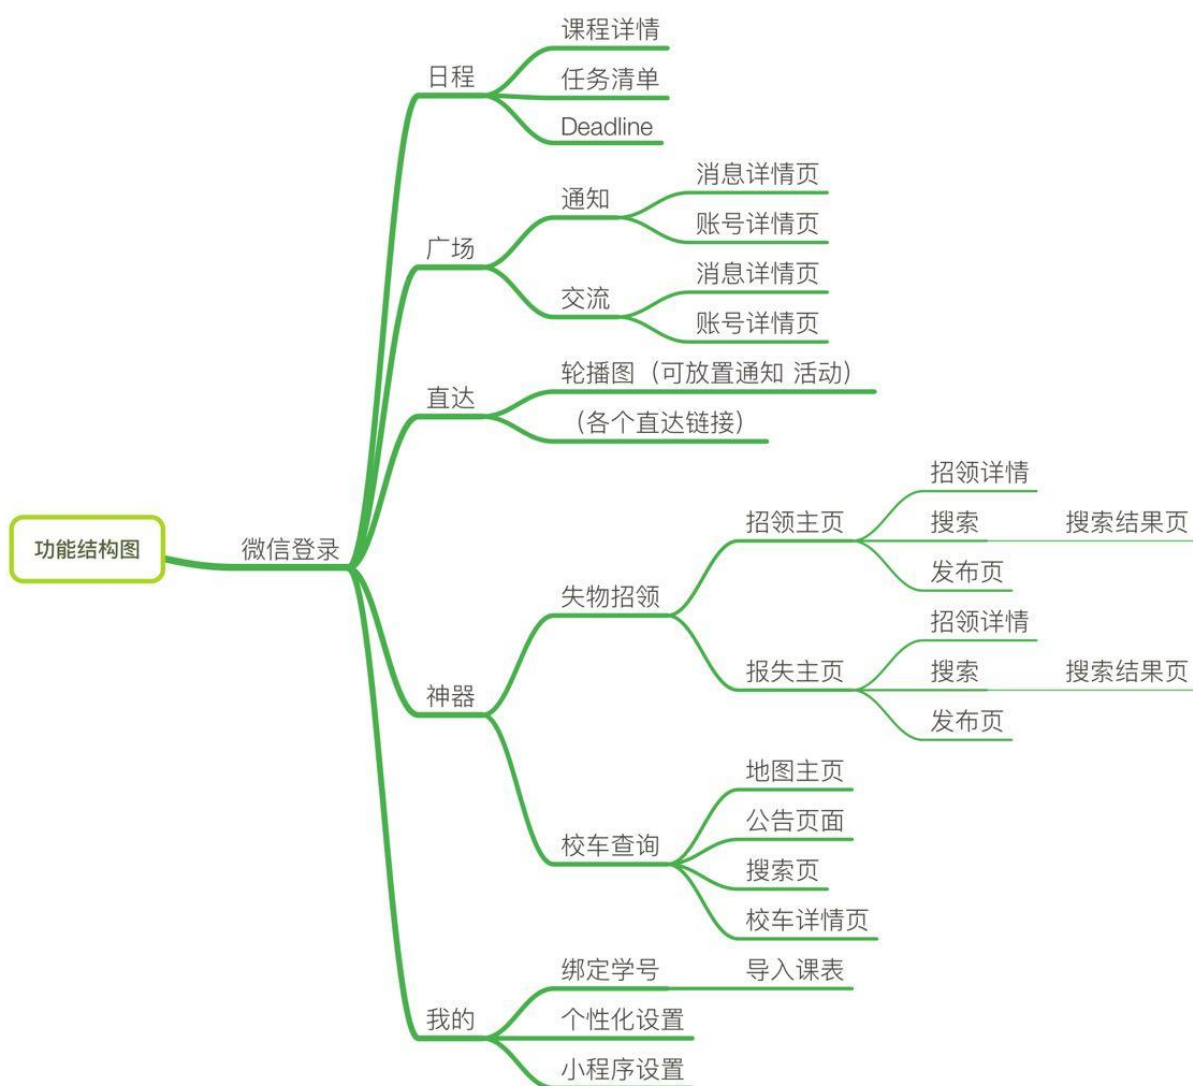 功能结构图
微信登录
日程
课程详情
任务清单
Deadline
广场
通知
消息详情页
账号详情页
交流
消息详情页
账号详情页
直达
轮播图（可放置通知 活动）
（各个直达链接）
神器
失物招领
招领主页
招领详情
搜索
搜索结果页
发布页
报失主页
招领详情
搜索
搜索结果页
发布页
校车查询
地图主页
公告页面
搜索页
校车详情页
我的
绑定学号
导入课表
个性化设置
小程序设置